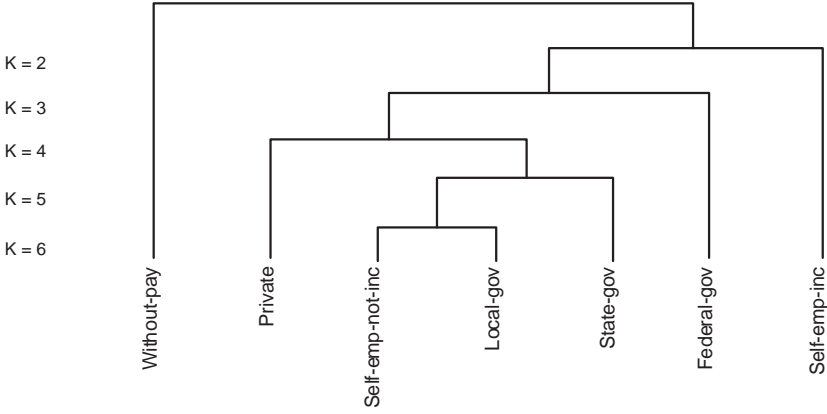 K = 2
K = 3
K = 4
K = 5
K = 6
Without-pay
Private
Self-emp-not-inc
Local-gov
State-gov
Federal-gov
Self-emp-inc